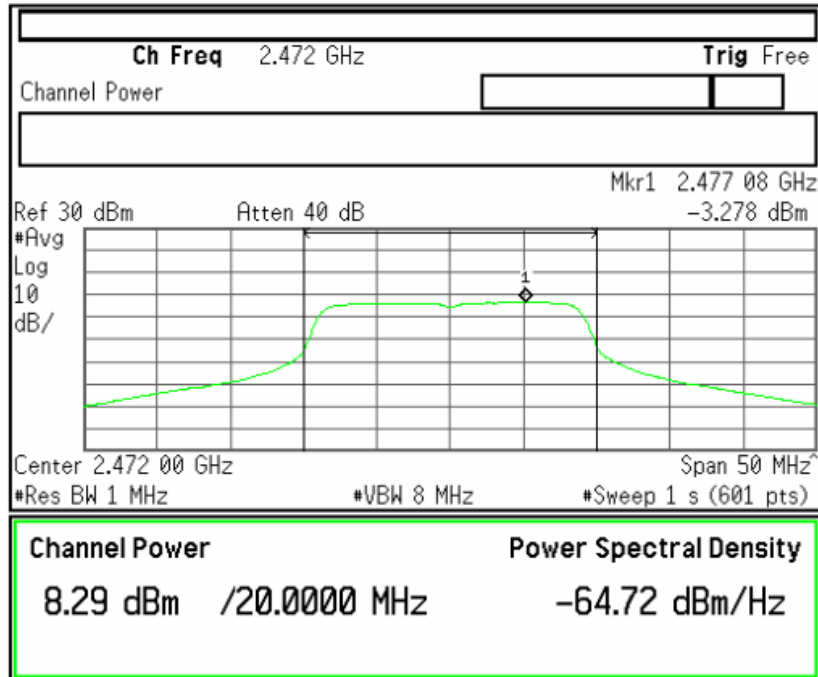 Ch Freq 2.472 GHz Trig Free
Channel Power
Mkr1 2.477 08 GHz
Ref 30 dBm Atten 40 dB -3.278 dBm
#Avg
Log
10
dB/
1
Center 2.472 00 GHz Span 50 MHz^
#Res BW 1 MHz #VBW 8 MHz #Sweep 1 s (601 pts)
Channel Power Power Spectral Density
8.29 dBm /20.0000 MHz -64.72 dBm/Hz